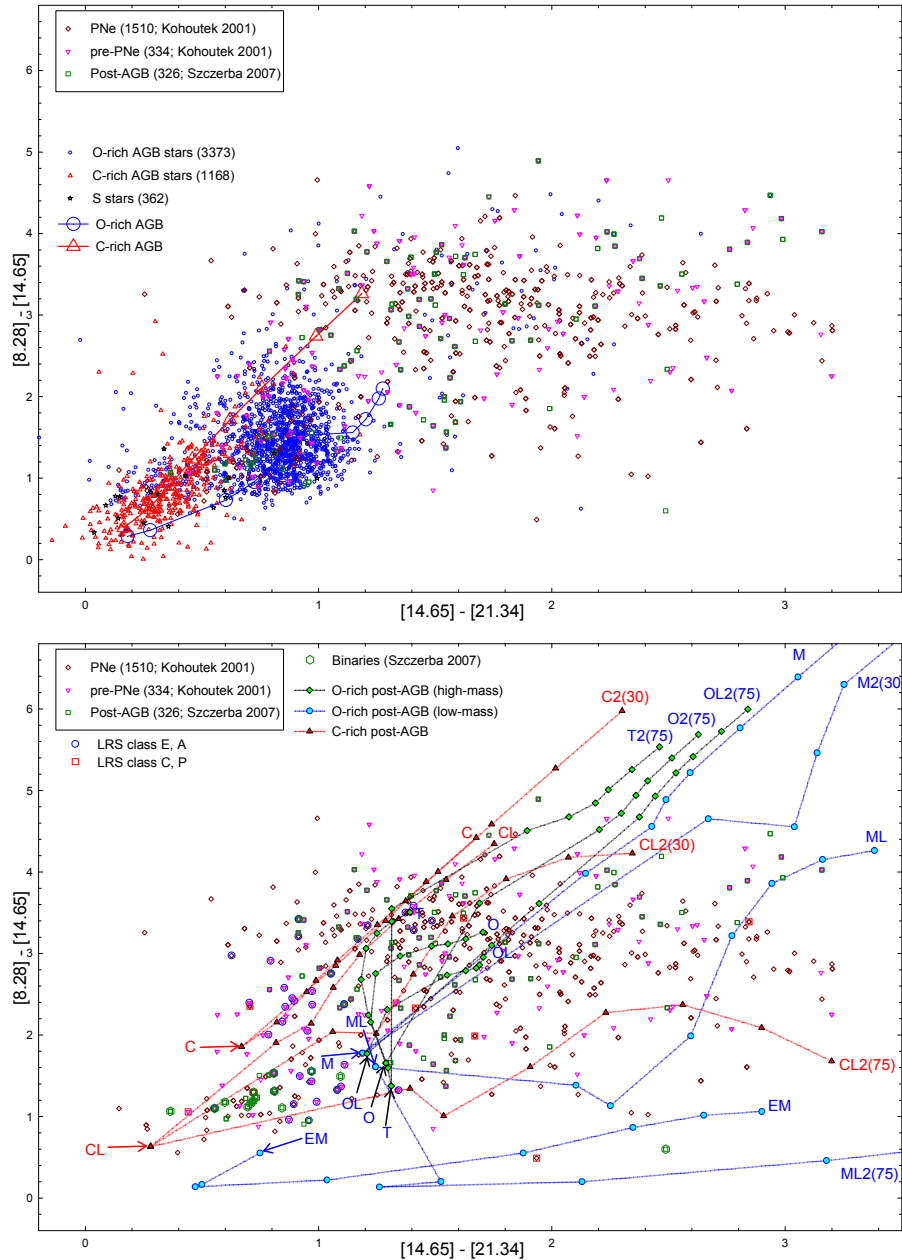 PNe (1510; Kohoutek 2001)
pre-PNe (334; Kohoutek 2001)
Post-AGB (326; Szczerba 2007)
O-rich AGB stars (3373)
C-rich AGB stars (1168)
S stars (362)
O-rich AGB
C-rich AGB
6
5
4
3
2
1
0
[8.28] - [14.65]
0
1
2
3
[14.65] - [21.34]
PNe (1510; Kohoutek 2001)
pre-PNe (334; Kohoutek 2001)
Post-AGB (326; Szczerba 2007)
LRS class E, A
LRS class C, P
Binaries (Szczerba 2007)
O-rich post-AGB (high-mass)
O-rich post-AGB (low-mass)
C-rich post-AGB
C2(30)
T2(75)
O2(75)
OL2(75)
M
M2(30
C
CL
CL2(30)
ML
T
O
OL
ML
C
M
OL
O
T
CL
EM
CL2(75)
EM
ML2(75)
6
5
4
3
2
1
0
[8.28] - [14.65]
0
1
2
3
[14.65] - [21.34]